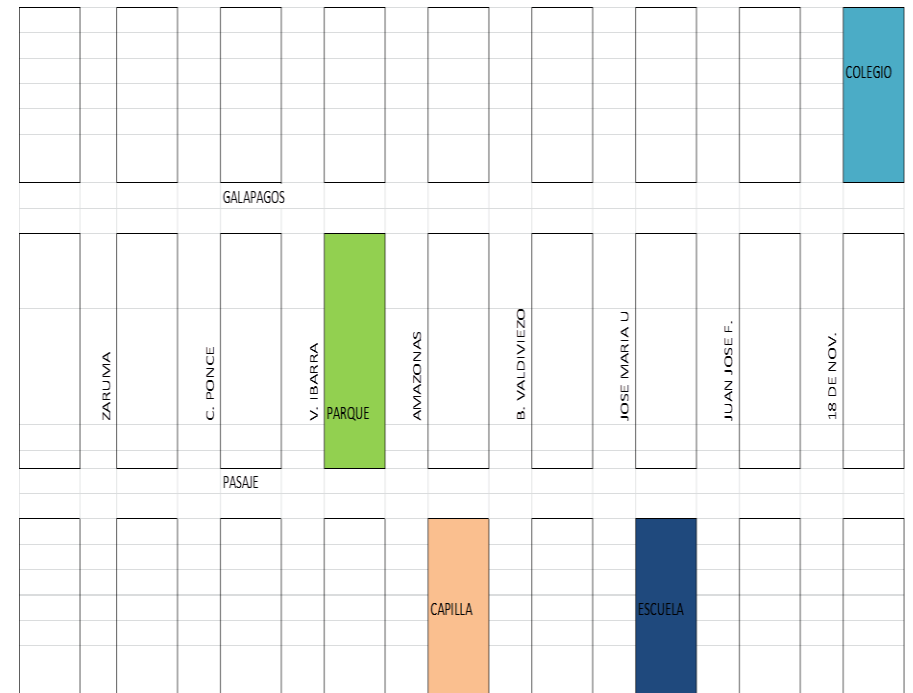 COLEGIO
GALAPAGOS
ZARUMA
C. PONCE
V. IBARRA
PARQUE
AMAZONAS
B. VALDIVIEZO
JOSE MARIA U
JUAN JOSE F.
18 DE NOV.
PASAJE
CAPILLA
ESCUELA